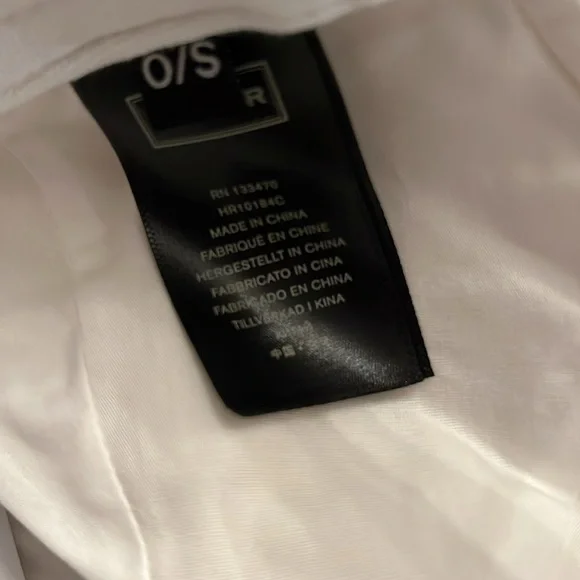 O/S
R
RN 133470
HR10184C
MADE IN CHINA
FABRIQUÉ EN CHINE
HERGESTELLT IN CHINA
FABBRICATO IN CINA
FABRICADO EN CHINA
TILLVERKAD I KINA